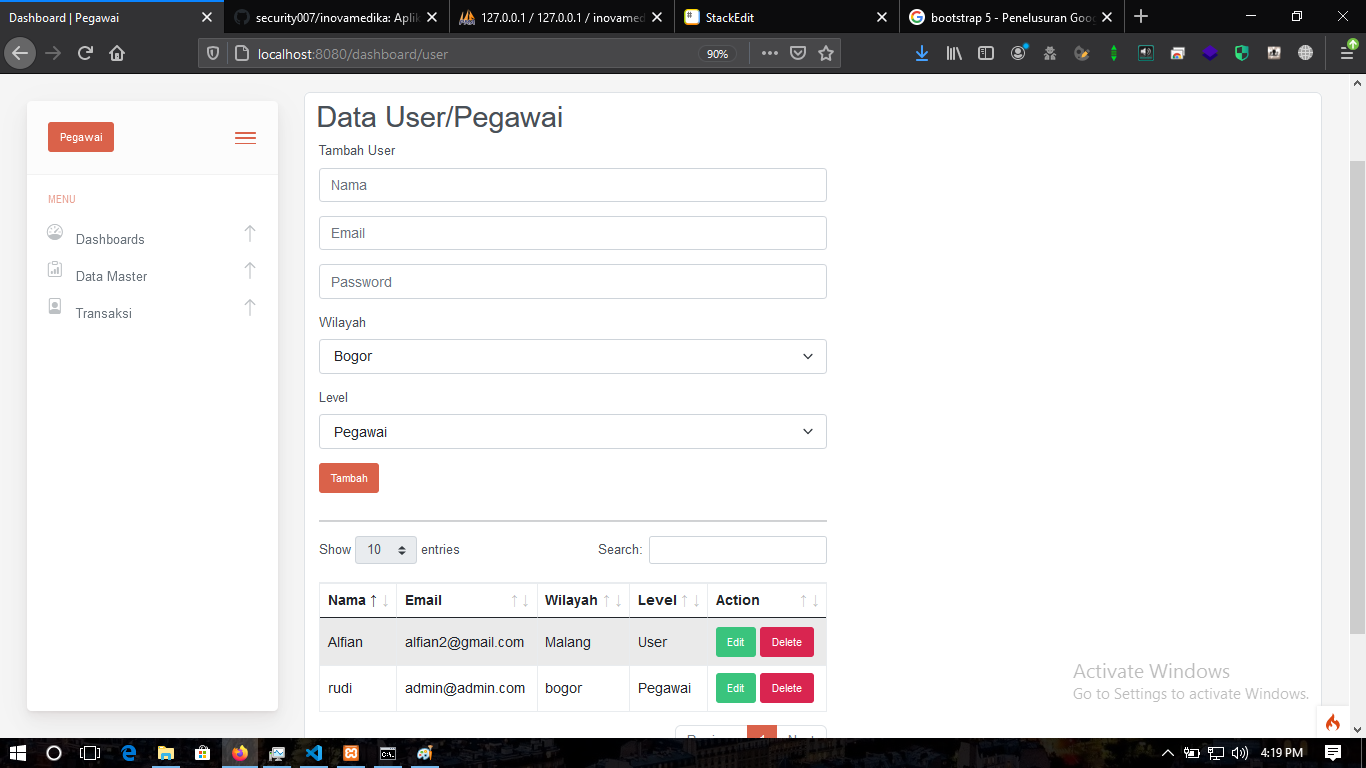 Dashboard | Pegawai
security007/inovamedika: Aplik
127.0.0.1 / 127.0.0.1 / inovamed
StackEdit
bootstrap 5 - Penelusuran Goog
localhost:8080/dashboard/user
90%
Pegawai
MENU
Dashboards
Data Master
Transaksi
Data User/Pegawai
Tambah User
Nama
Email
Password
Wilayah
Bogor
Level
Pegawai
Tambah
Show 10 entries Search:
Nama Email Wilayah Level Action
Alfian alfian2@gmail.com Malang User Edit Delete
rudi admin@admin.com bogor Pegawai Edit Delete
1
Activate Windows
Go to Settings to activate Windows.
4:19 PM